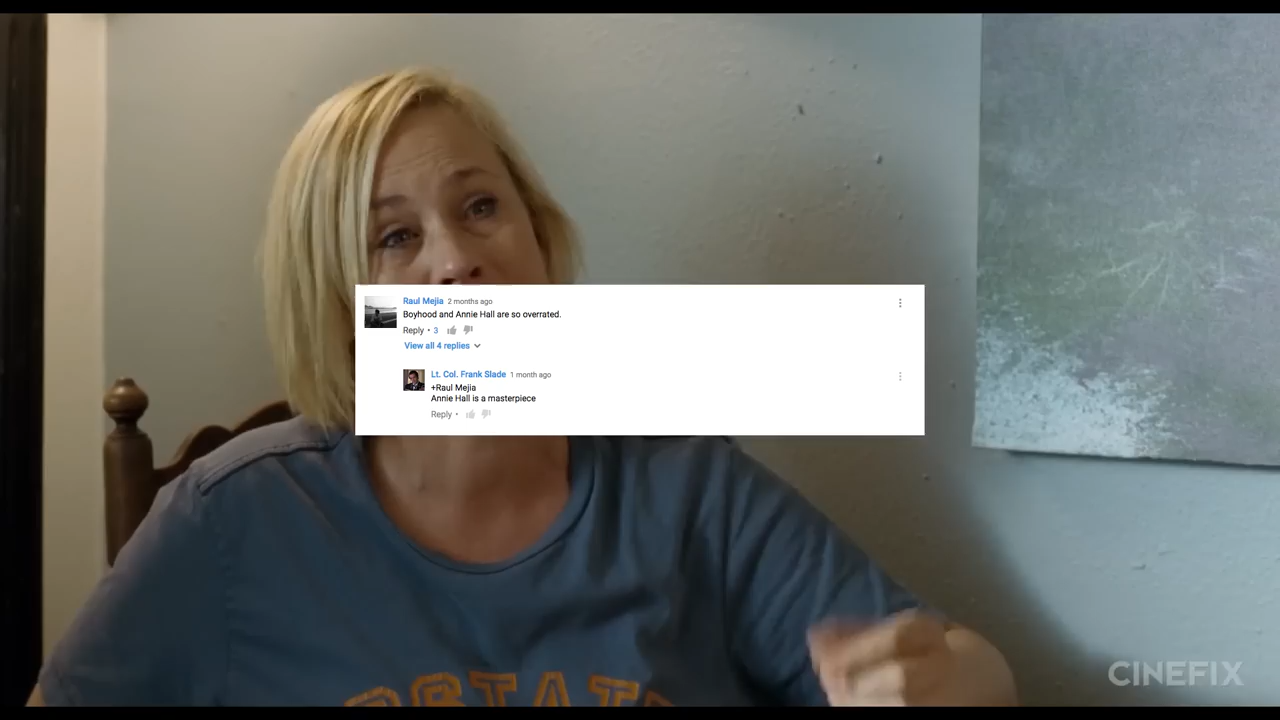 Raul Mejia 2 months ago
Boyhood and Annie Hall are so overrated.
Reply • 3
View all 4 replies
Lt. Col. Frank Slade 1 month ago
+Raul Mejia
Annie Hall is a masterpiece
Reply •
CINEFIX